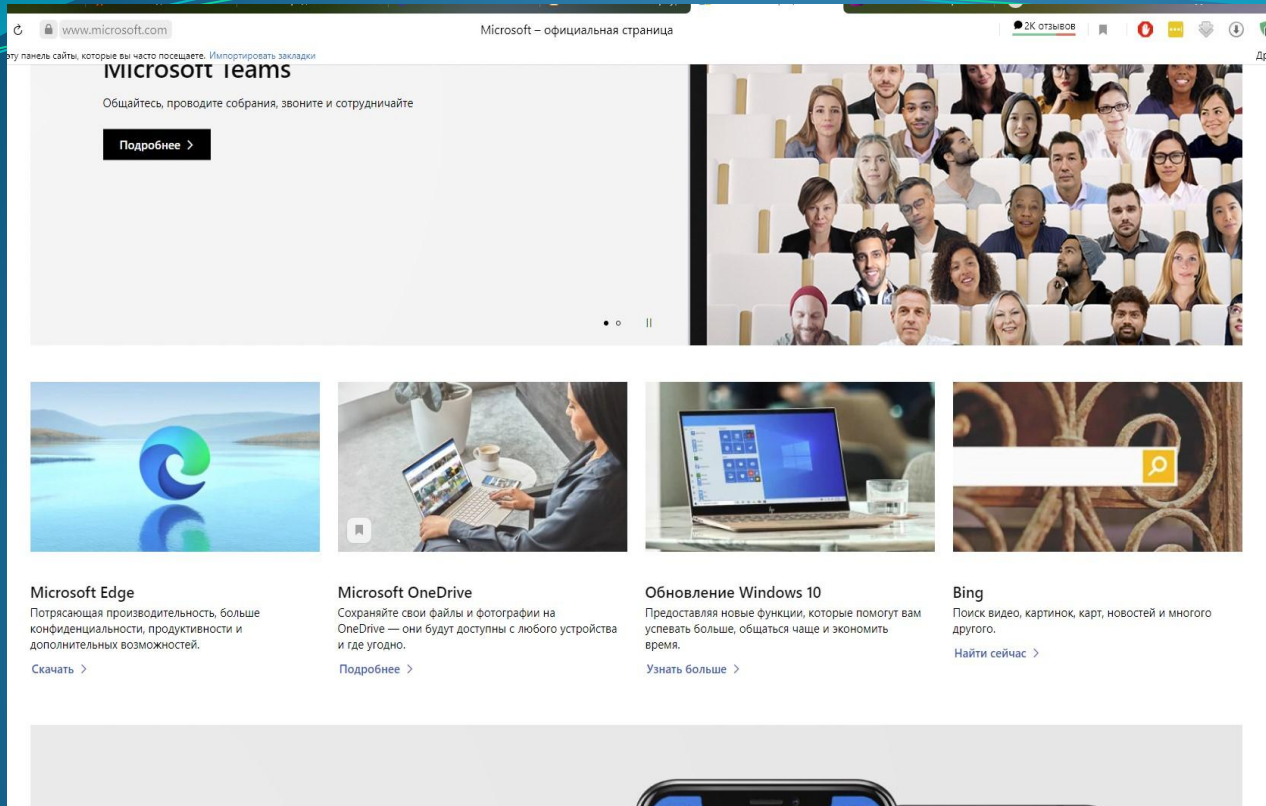 www.microsoft.com
Microsoft – официальная страница
2К отзывов
эту панель сайты, которые вы часто посещаете. Импортировать закладки
Microsoft Teams
Общайтесь, проводите собрания, звоните и сотрудничайте
Подробнее
Microsoft Edge
Потрясающая производительность, больше
конфиденциальности, продуктивности и
дополнительных возможностей.
Скачать
Microsoft OneDrive
Сохраняйте свои файлы и фотографии на
OneDrive — они будут доступны с любого устройства
и где угодно.
Подробнее
Обновление Windows 10
Предоставляя новые функции, которые помогут вам
успевать больше, общаться чаще и экономить
время.
Узнать больше
Bing
Поиск видео, картинок, карт, новостей и многого
другого.
Найти сейчас